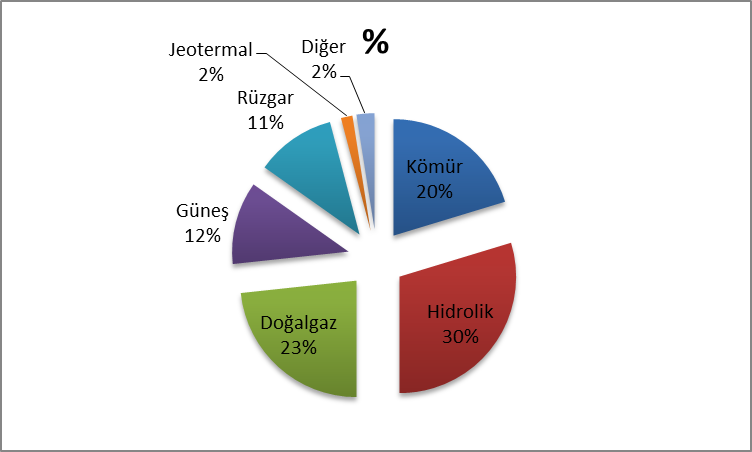 %
Kömür
20%
Hidrolik
30%
Doğalgaz
23%
Güneş
12%
Rüzgar
11%
Jeotermal
2%
Diğer
2%